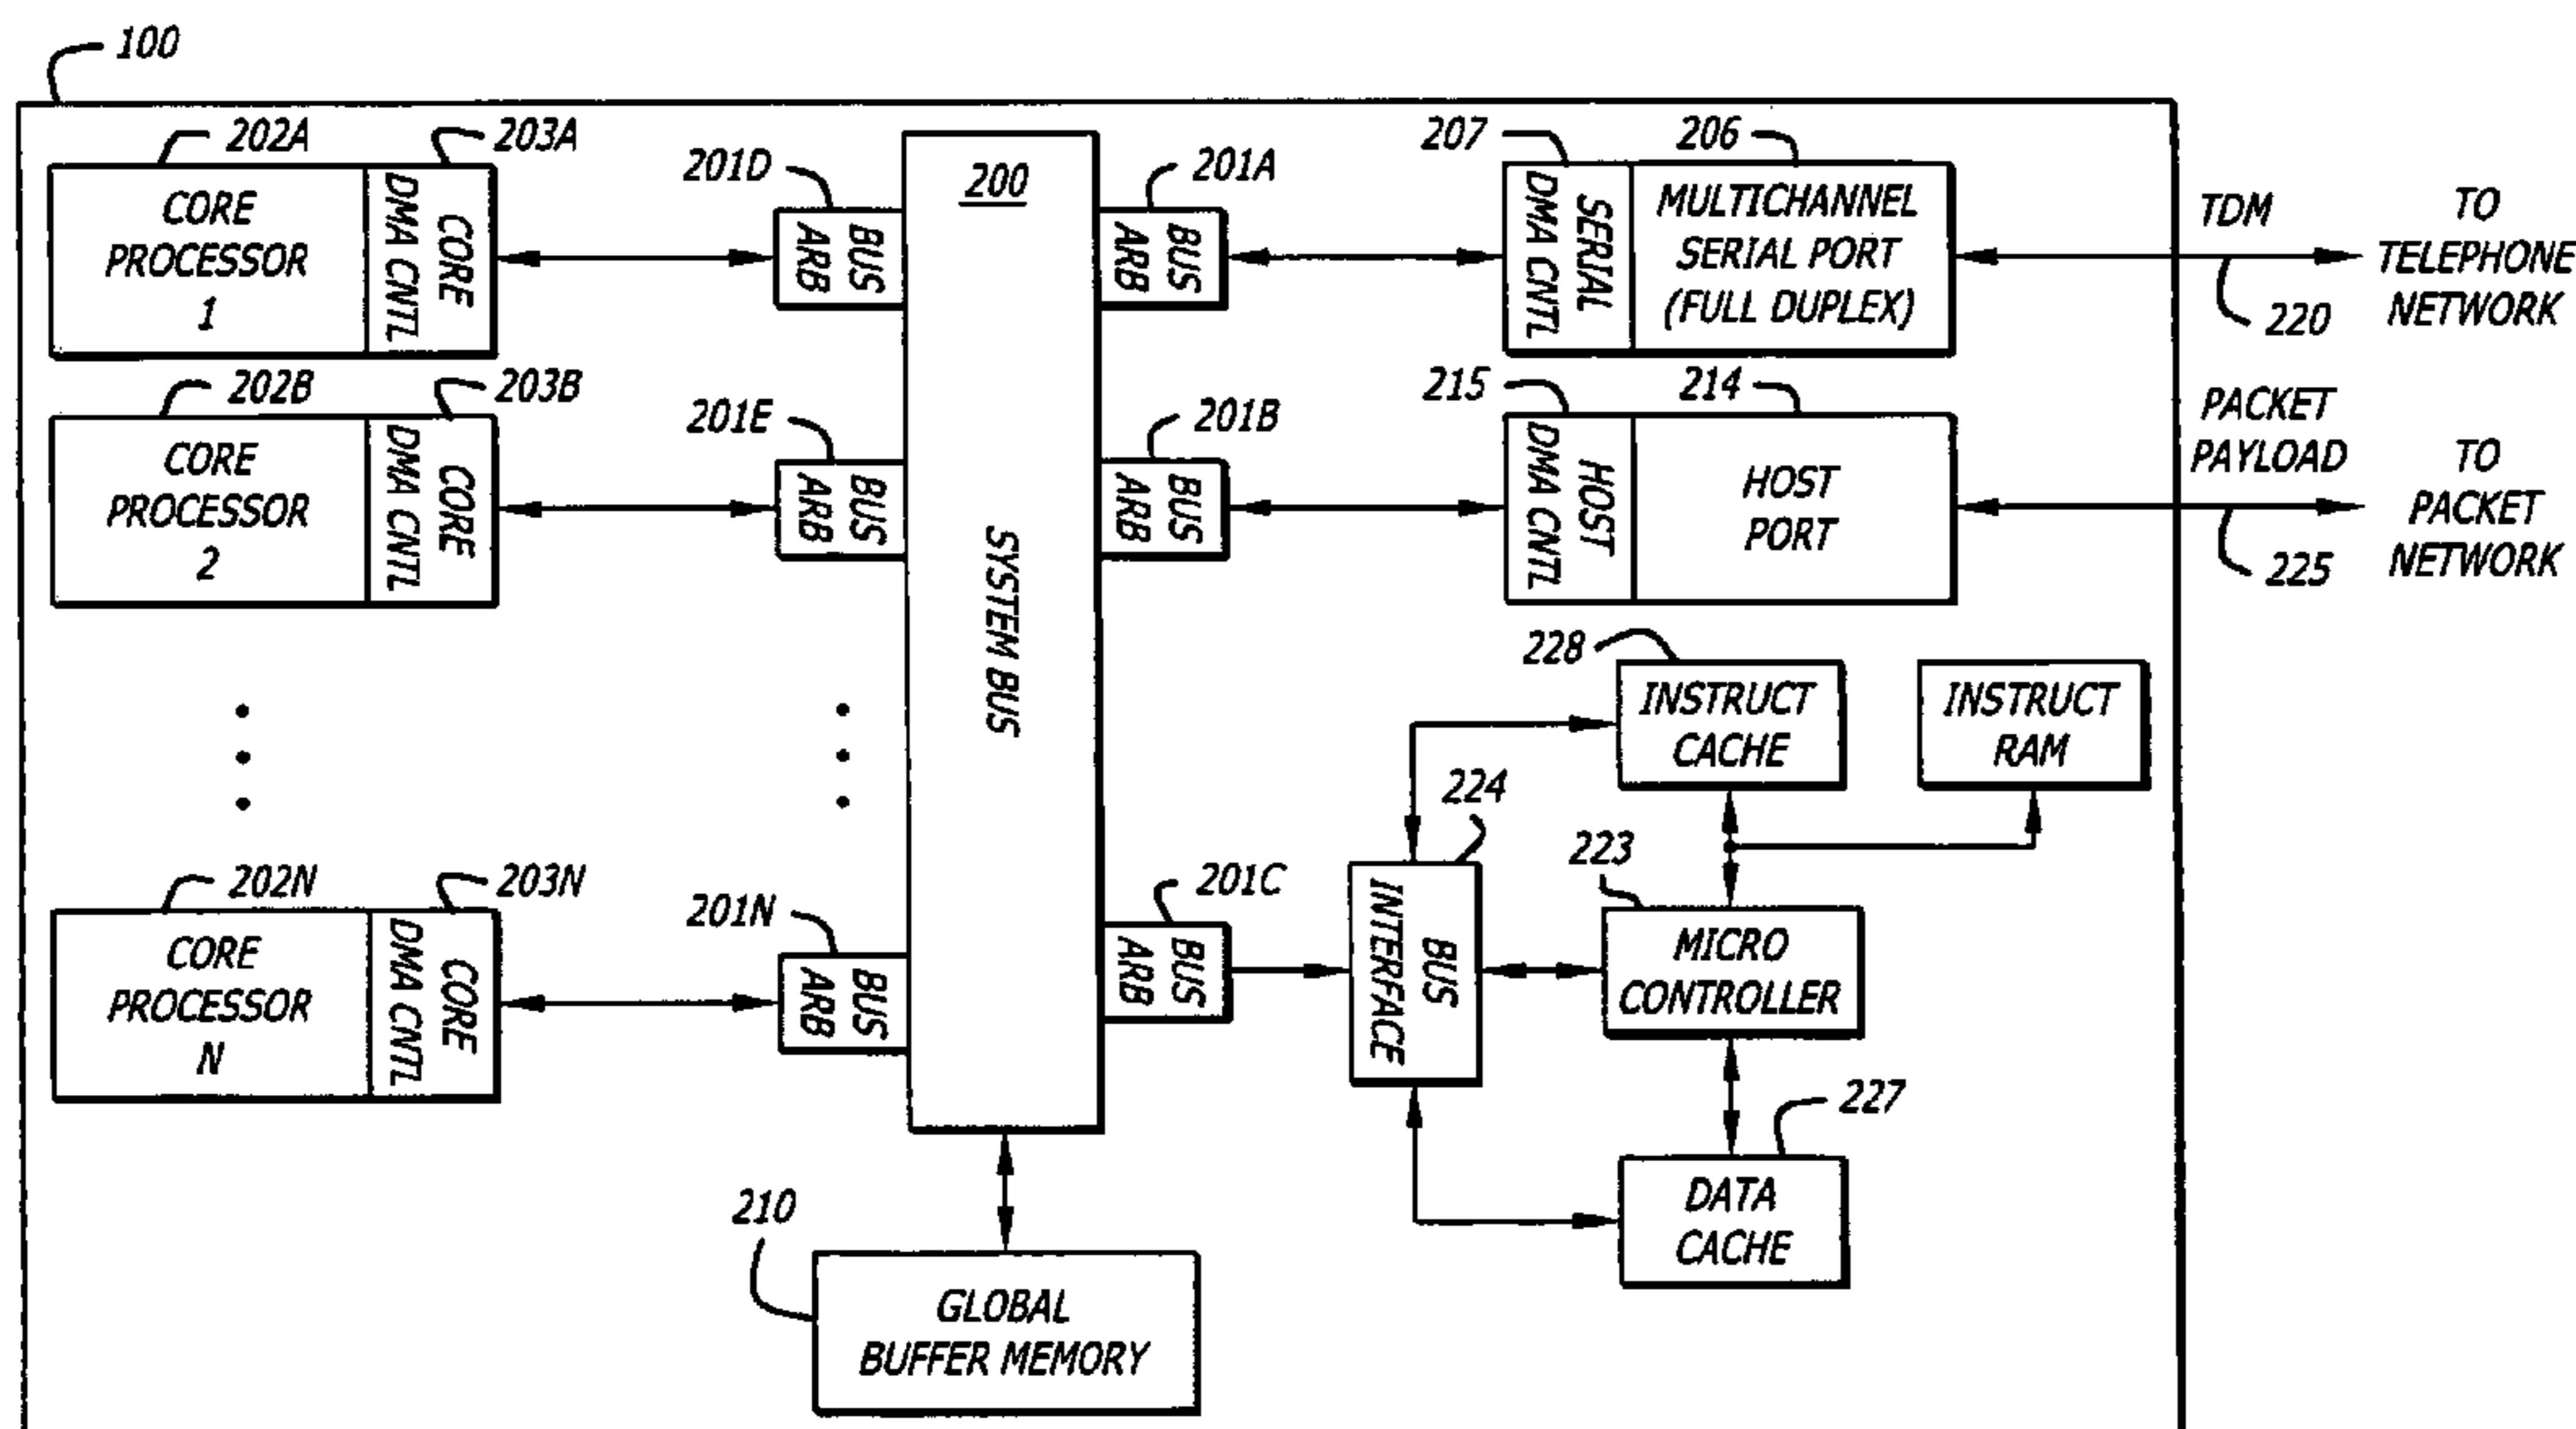 100
202A
203A
CORE
PROCESSOR
1
CORE
DMA CNTL
201D
BUS
ARB
200
SYSTEM BUS
201A
BUS
ARB
207
206
SERIAL
DMA CNTL
MULTICHANNEL
SERIAL PORT
(FULL DUPLEX)
TDM
220
TO
TELEPHONE
NETWORK
202B
203B
CORE
PROCESSOR
2
CORE
DMA CNTL
201E
BUS
ARB
201B
BUS
ARB
215
214
HOST
DMA CNTL
HOST
PORT
PACKET
PAYLOAD
225
TO
PACKET
NETWORK
228
INSTRUCT
CACHE
INSTRUCT
RAM
202N
203N
CORE
PROCESSOR
N
CORE
DMA CNTL
201N
BUS
ARB
201C
BUS
ARB
224
BUS
INTERFACE
223
MICRO
CONTROLLER
227
DATA
CACHE
210
GLOBAL
BUFFER MEMORY